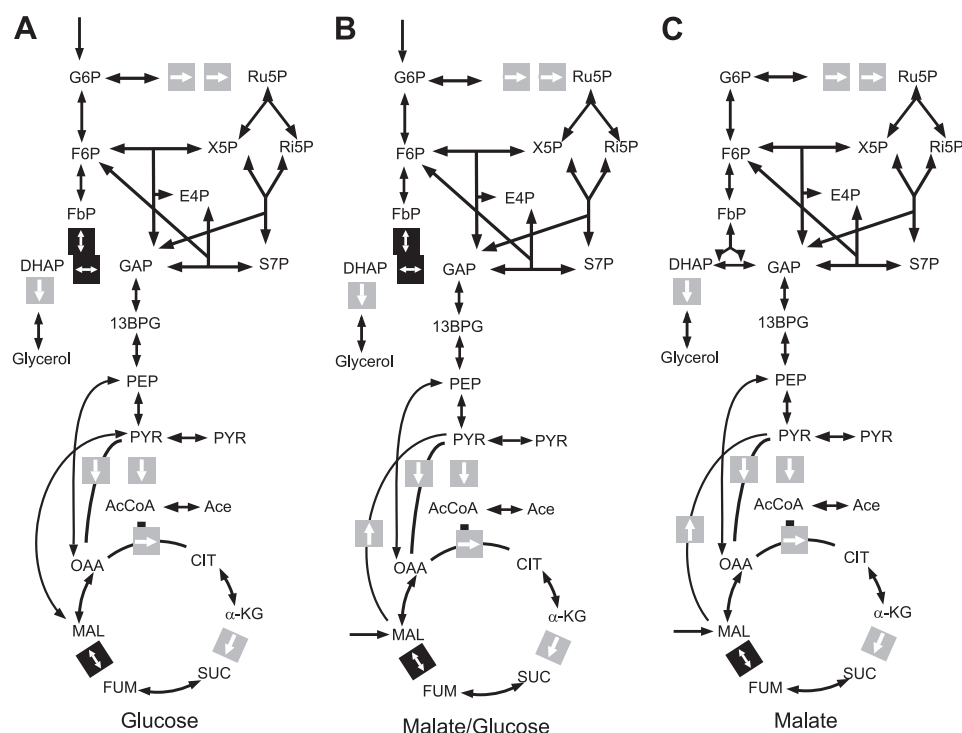 A
G6P
Ru5P
F6P
X5P
Ri5P
E4P
FbP
DHAP
GAP
S7P
13BPG
Glycerol
PEP
PYR
PYR
AcCoA
Ace
OAA
CIT
α-KG
MAL
SUC
FUM
Glucose
B
G6P
Ru5P
F6P
X5P
Ri5P
E4P
FbP
DHAP
GAP
S7P
13BPG
Glycerol
PEP
PYR
PYR
AcCoA
Ace
OAA
CIT
α-KG
MAL
SUC
FUM
Malate/Glucose
C
G6P
Ru5P
F6P
X5P
Ri5P
E4P
FbP
DHAP
GAP
S7P
13BPG
Glycerol
PEP
PYR
PYR
AcCoA
Ace
OAA
CIT
α-KG
MAL
SUC
FUM
Malate